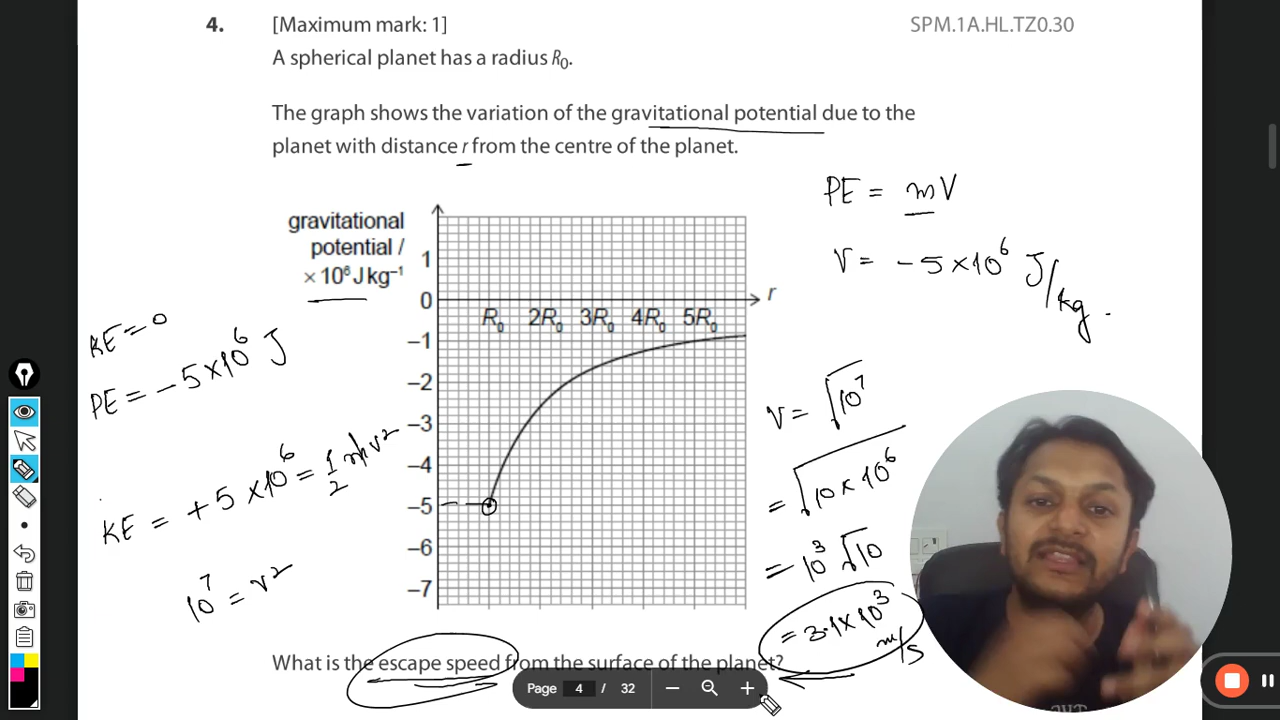 4. [Maximum mark: 1] SPM.1A.HL.TZ0.30
A spherical planet has a radius R₀.
The graph shows the variation of the gravitational potential due to the
planet with distance r from the centre of the planet.
PE = mV
V = -5×10⁶ J/kg.
gravitational
potential /
× 10⁶ J kg⁻¹
1
0
-1
-2
-3
-4
-5
-6
-7
R₀ 2R₀ 3R₀ 4R₀ 5R₀
r
KE = 0
PE = -5×10⁶ J
KE = +5×10⁶ = 1/2 mv²
10⁷ = v²
V = √10⁷
= √10×10⁶
= 10³ √10
= 3.1×10³ m/s
What is the escape speed from the surface of the planet?
Page 4 / 32